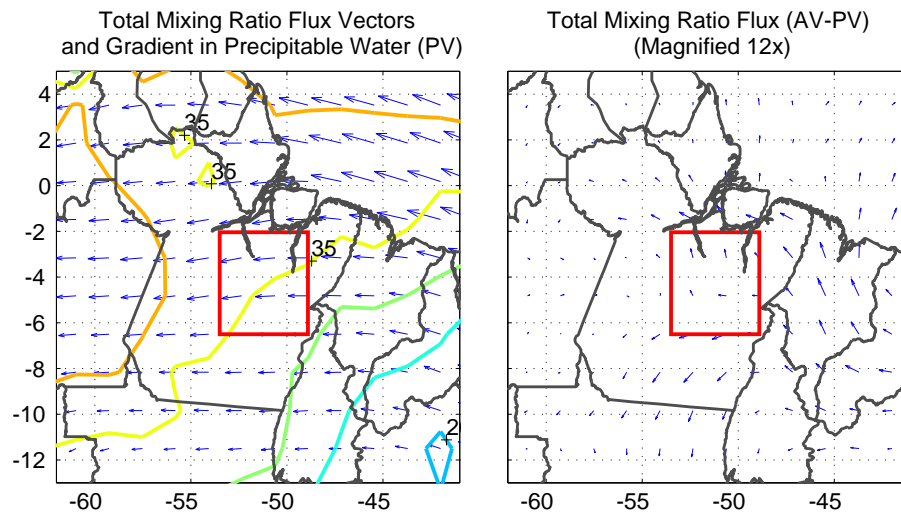 Total Mixing Ratio Flux Vectors
and Gradient in Precipitable Water (PV)
Total Mixing Ratio Flux (AV-PV)
(Magnified 12x)
4
2
0
-2
-4
-6
-8
-10
-12
35
35
35
2
-60 -55 -50 -45
-60 -55 -50 -45